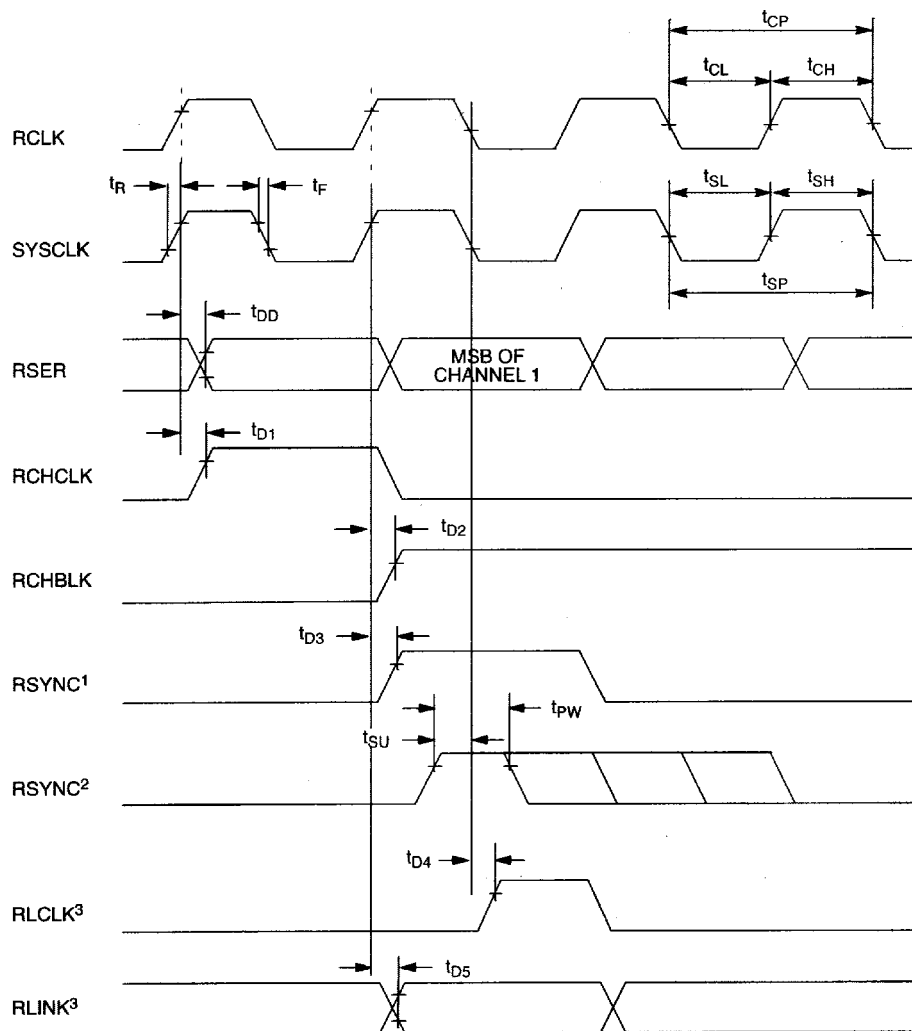 tCP
tCL tCH
RCLK
tR tF tSL tSH
SYSCLK
tSP
tDD
RSER
MSB OF
CHANNEL 1
tD1
RCHCLK
tD2
RCHBLK
tD3
RSYNC¹
tPW
tSU
RSYNC²
tD4
RLCLK³
tD5
RLINK³